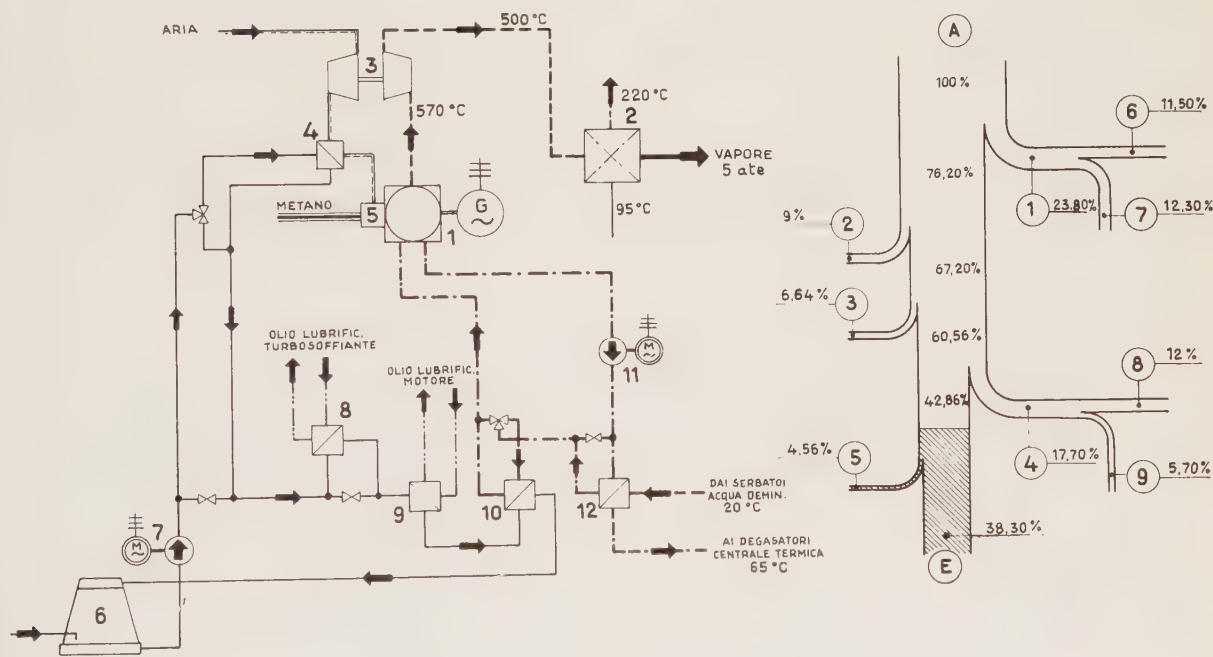 ARIA
500°C
3
570°C
220°C
2
VAPORE
5 ate
4
METANO
5
G
1
95°C
OLIO LUBRIFIC.
TURBOSOFFIANTE
OLIO LUBRIFIC.
MOTORE
M
11
8
9
10
12
DAI SERBATOI
ACQUA DEMIN.
20°C
AI DEGASATORI
CENTRALE TERMICA
65°C
7
M
6
A
100%
6
11,50%
76,20%
1
23,80%
7
12,30%
9%
2
67,20%
6,64%
3
60,56%
8
12%
42,86%
4
17,70%
9
5,70%
4,56%
5
38,30%
E